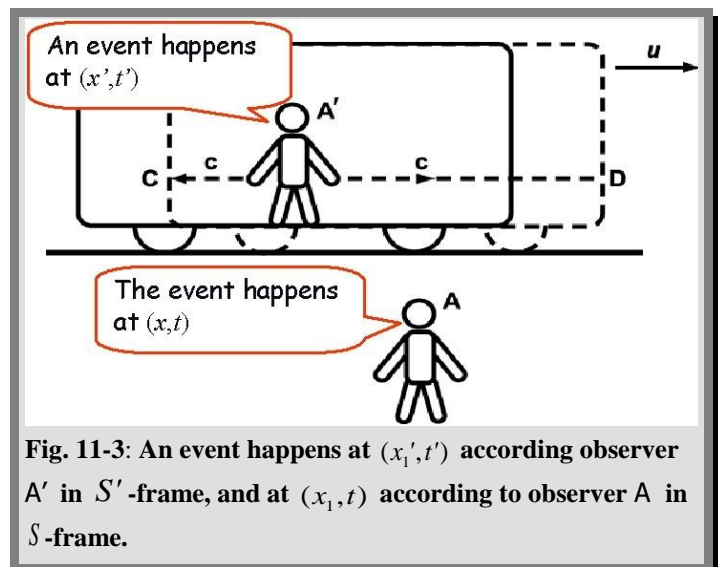 An event happens
at (x',t')
A'
u
C
c
c
D
The event happens
at (x,t)
A
Fig. 11-3: An event happens at (x₁',t') according observer
A' in S'-frame, and at (x₁,t) according to observer A in
S-frame.